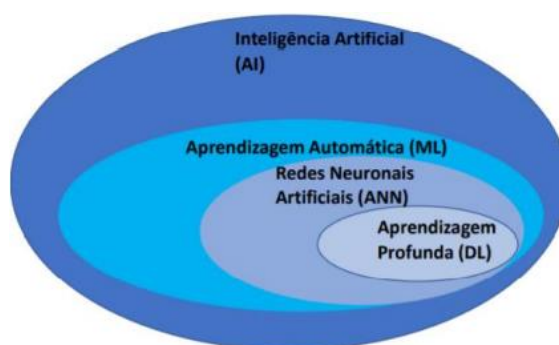 Inteligência Artificial
(AI)
Aprendizagem Automática (ML)
Redes Neuronais
Artificiais (ANN)
Aprendizagem
Profunda (DL)